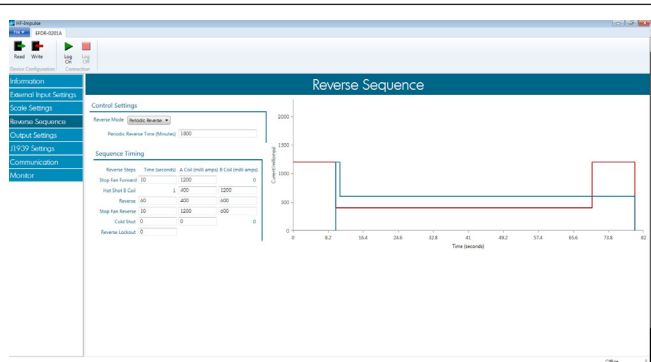 HF-Impulse
File
EFOR-0201A
Read Write Log On Log Off
Device Configuration Connection
Information
External Input Settings
Scale Settings
Reverse Sequence
Output Settings
J1939 Settings
Communication
Monitor
Reverse Sequence
Control Settings
Reverse Mode Periodic Reverse
Periodic Reverse Time (Minutes) 1800
Sequence Timing
Reverse Steps Time (seconds) A Coil (milli amps) B Coil (milli amps)
Stop Fan Forward 10 1200 0
Hot Shot B Coil 1 400 1200
Reverse 60 400 600
Stop Fan Reverse 10 1200 600
Cold Shot 0 0 0
Reverse Lockout 0
2000
1500
1000
500
0
0 8.2 16.4 24.6 32.8 41 49.2 57.4 65.6 73.8 82
Time (seconds)
Offline